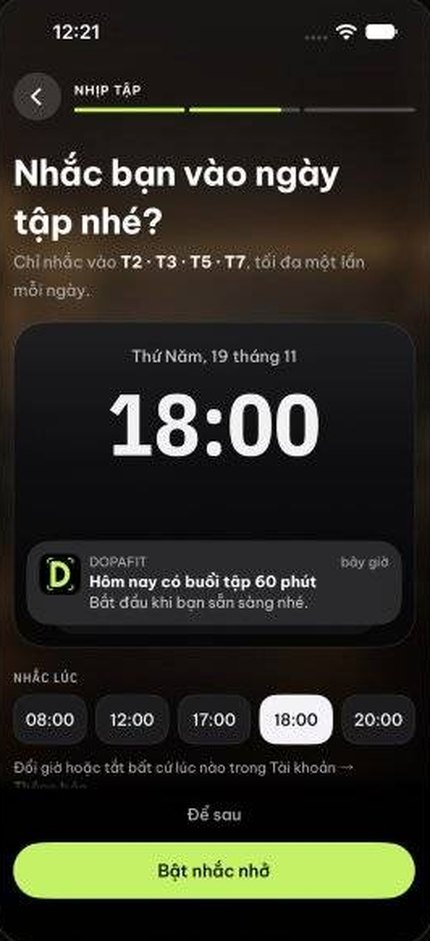 12:21
NHỊP TẬP
Nhắc bạn vào ngày
tập nhé?
Chỉ nhắc vào T2 · T3 · T5 · T7, tối đa một lần
mỗi ngày.
Thứ Năm, 19 tháng 11
18:00
DOPAFIT
bây giờ
Hôm nay có buổi tập 60 phút
Bắt đầu khi bạn sẵn sàng nhé.
NHẮC LÚC
08:00 12:00 17:00 18:00 20:00
Đổi giờ hoặc tắt bất cứ lúc nào trong Tài khoản →
Để sau
Bật nhắc nhở